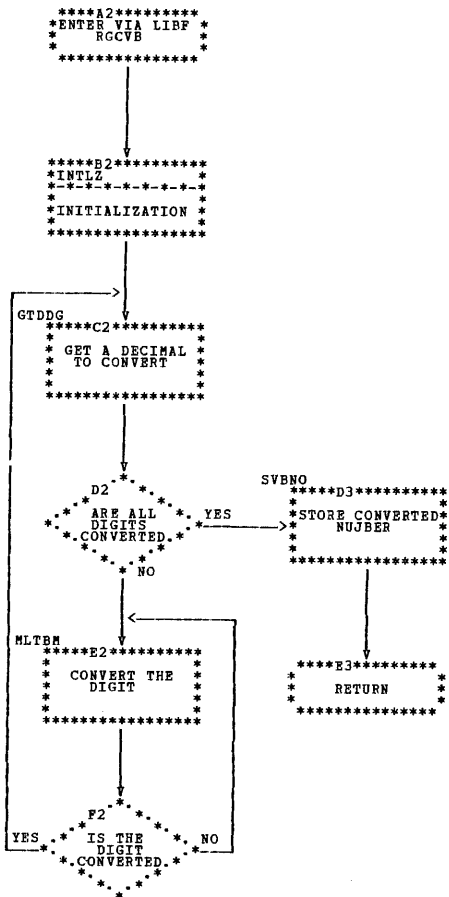 A2
ENTER VIA LIBF
RGCVB
B2
INTLZ
INITIALIZATION
GTDDG
C2
GET A DECIMAL
TO CONVERT
D2
ARE ALL
DIGITS
CONVERTED
YES
NO
SVBNO
D3
STORE CONVERTED
NUJBER
MLTBM
E2
CONVERT THE
DIGIT
E3
RETURN
F2
IS THE
DIGIT
CONVERTED
YES
NO